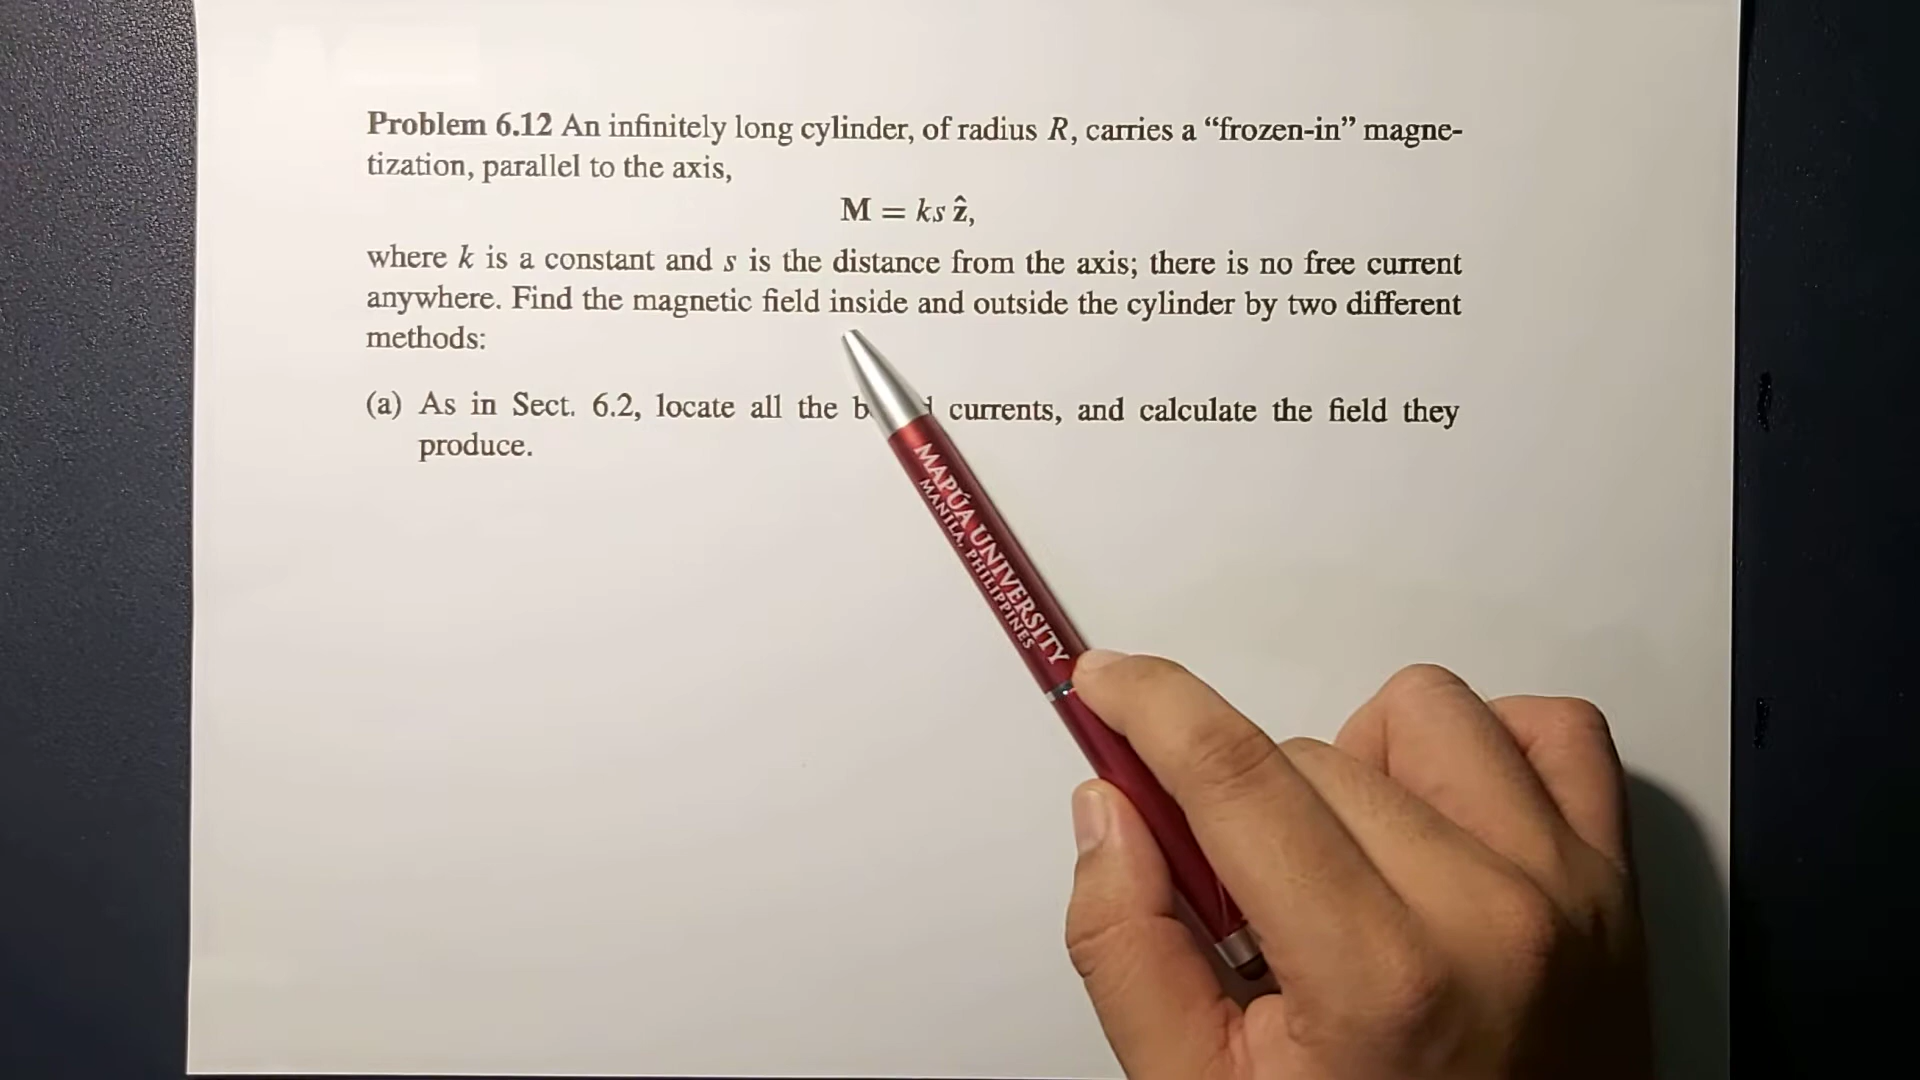 Problem 6.12 An infinitely long cylinder, of radius R, carries a “frozen-in” magne-
tization, parallel to the axis,
M = ks ẑ,
where k is a constant and s is the distance from the axis; there is no free current
anywhere. Find the magnetic field inside and outside the cylinder by two different
methods:
(a) As in Sect. 6.2, locate all the currents, and calculate the field they
produce.
MAPÚA UNIVERSITY
MANILA, PHILIPPINES